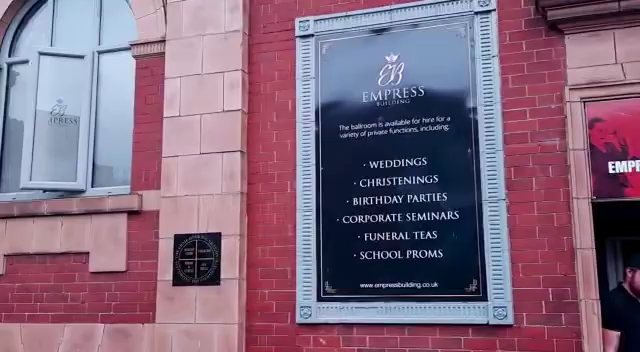 EB
EMPRESS
BUILDING
The ballroom is available for hire for a
variety of private functions, including:
· WEDDINGS
· CHRISTENINGS
· BIRTHDAY PARTIES
· CORPORATE SEMINARS
· FUNERAL TEAS
· SCHOOL PROMS
www.empressbuilding.co.uk
EMPRESS
EMPR